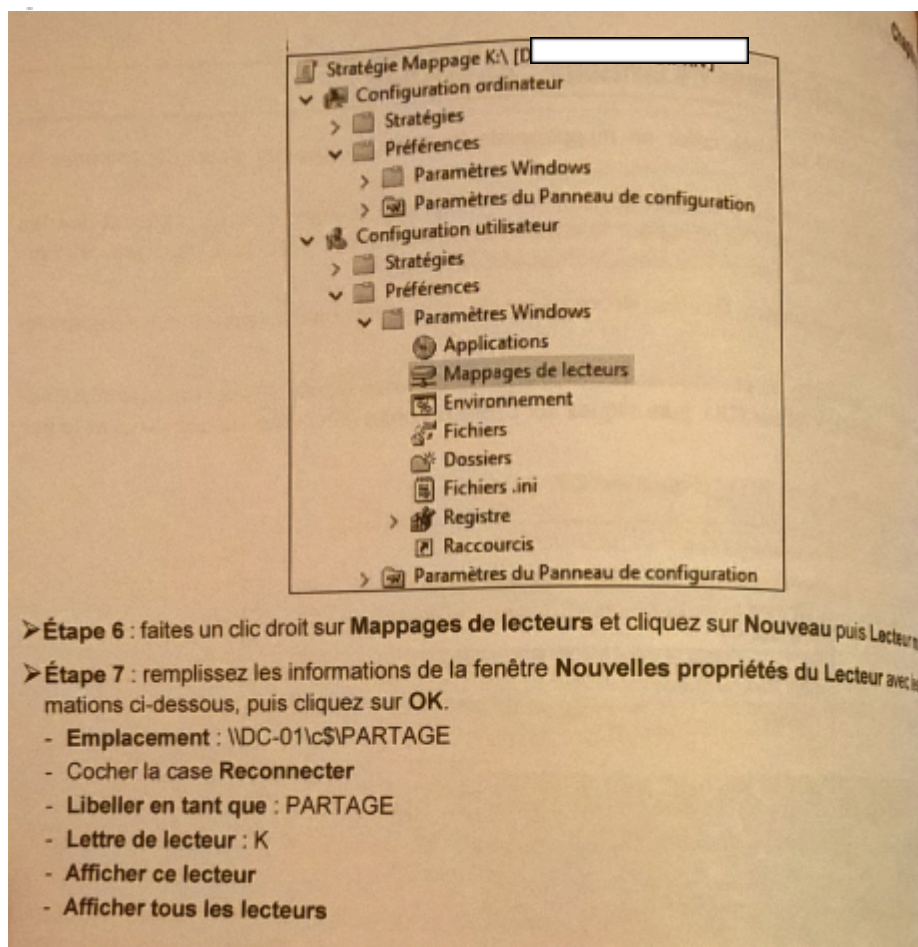 Stratégie Mappage K:\ [D
Configuration ordinateur
Stratégies
Préférences
Paramètres Windows
Paramètres du Panneau de configuration
Configuration utilisateur
Stratégies
Préférences
Paramètres Windows
Applications
Mappages de lecteurs
Environnement
Fichiers
Dossiers
Fichiers .ini
Registre
Raccourcis
Paramètres du Panneau de configuration
➤Étape 6 : faites un clic droit sur Mappages de lecteurs et cliquez sur Nouveau puis Lecteur
➤Étape 7 : remplissez les informations de la fenêtre Nouvelles propriétés du Lecteur avec
mations ci-dessous, puis cliquez sur OK.
- Emplacement : \\DC-01\c$\PARTAGE
- Cocher la case Reconnecter
- Libeller en tant que : PARTAGE
- Lettre de lecteur : K
- Afficher ce lecteur
- Afficher tous les lecteurs